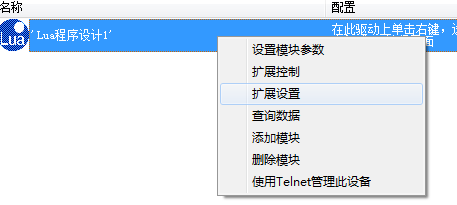 名称 配置
Lua 'Lua程序设计1' 在此驱动上单击右键，
面
设置模块参数
扩展控制
扩展设置
查询数据
添加模块
删除模块
使用Telnet管理此设备